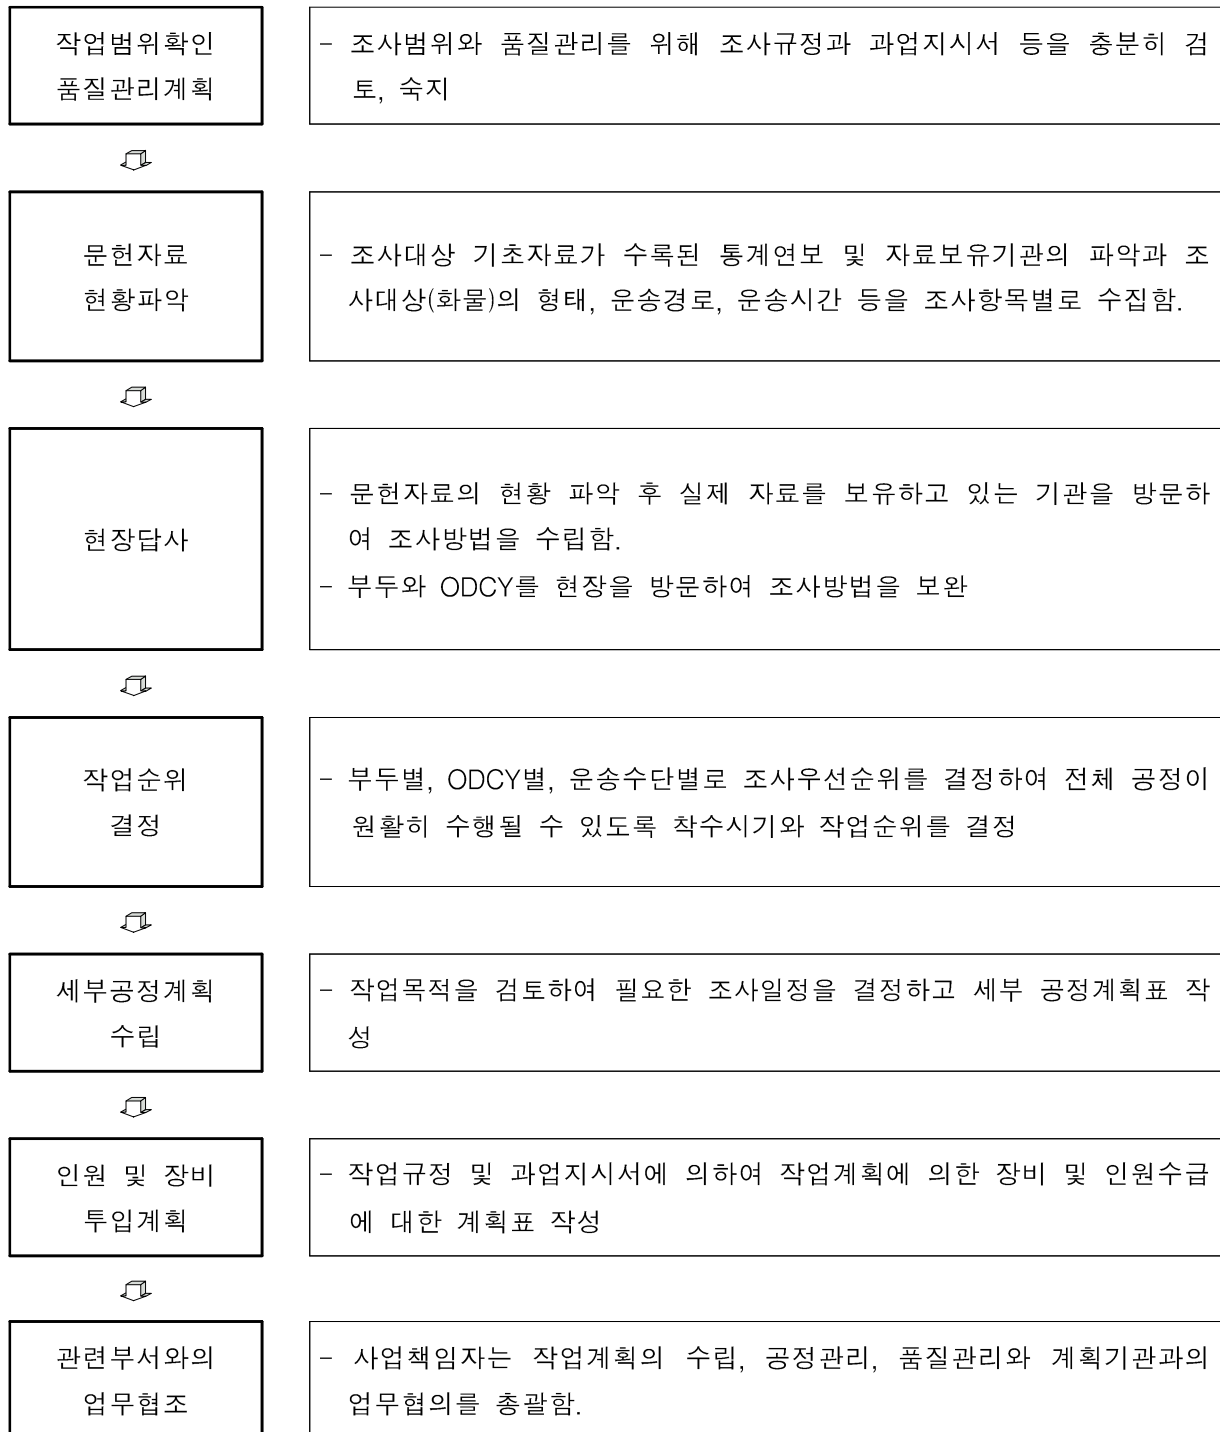 작업범위확인
품질관리계획
- 조사범위와 품질관리를 위해 조사규정과 과업지시서 등을 충분히 검
토, 숙지
문헌자료
현황파악
- 조사대상 기초자료가 수록된 통계연보 및 자료보유기관의 파악과 조
사대상(화물)의 형태, 운송경로, 운송시간 등을 조사항목별로 수집함.
현장답사
- 문헌자료의 현황 파악 후 실제 자료를 보유하고 있는 기관을 방문하
여 조사방법을 수립함.
- 부두와 ODCY를 현장을 방문하여 조사방법을 보완
작업순위
결정
- 부두별, ODCY별, 운송수단별로 조사우선순위를 결정하여 전체 공정이
원활히 수행될 수 있도록 착수시기와 작업순위를 결정
세부공정계획
수립
- 작업목적을 검토하여 필요한 조사일정을 결정하고 세부 공정계획표 작
성
인원 및 장비
투입계획
- 작업규정 및 과업지시서에 의하여 작업계획에 의한 장비 및 인원수급
에 대한 계획표 작성
관련부서와의
업무협조
- 사업책임자는 작업계획의 수립, 공정관리, 품질관리와 계획기관과의
업무협의를 총괄함.